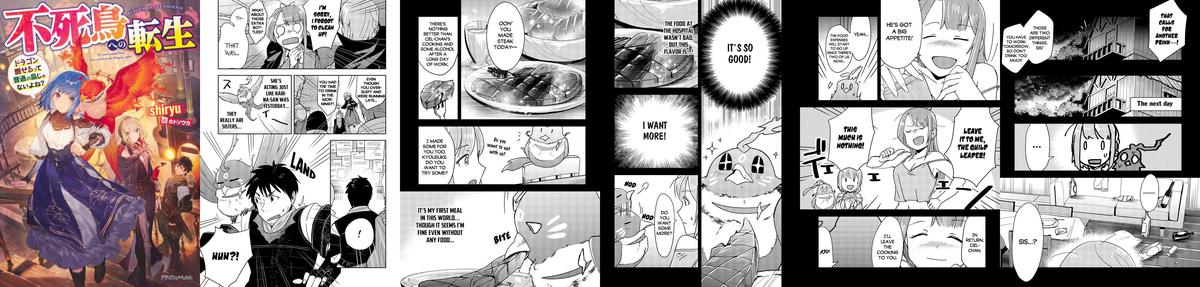 不死鳥
への
転生
ドラゴン
倒せるって
普通の鳥じゃ
ないよね?
shiryu
I'M
SORRY,
I FORGOT
TO CLEAN
UP!
WHAT
ABOUT
THOSE
EXTRA
BOT-
TLES?
THAT
WAS...
EVEN
THOUGH
YOU OVER-
SLEPT AND
WERE RUNNING
LATE...
YOU HAD
THE TIME
TO DRINK
IN THE
MOR-
NING!?
SHE'S
ACTING JUST
LIKE KARI-
NA-SAN WAS
YESTERDAY...
THEY
REALLY ARE
SISTERS...
LAND
!
HUH?!
OOH!
YOU
MADE
STEAK
TODAY—
THERE'S
NOTHING
BETTER THAN
CEL-CHAN'S
COOKING AND
SOME ALCOHOL
AFTER A
LONG DAY
OF WORK.
Do you
want to eat
with us?
I MADE
SOME FOR
YOU TOO,
KYOUSUKE.
DO YOU
WANT TO
TRY SOME?
BITE
IT'S MY FIRST MEAL
IN THIS WORLD...
THOUGH IT SEEMS I'M
FINE EVEN WITHOUT
ANY FOOD...
IT'S SO
GOOD!
THE FOOD AT
THE HOSPITAL
WASN'T BAD,
BUT THIS
FLAVOR IS...
I WANT
MORE!
NOD
NOD
DO YOU
WANT SOME
MORE?
HE'S GOT
A BIG
APPETITE!
YEAH...
THE FOOD
EXPENSES
WILL START
TO GO UP
SINCE THERE'S
TWO OF US
NOW
LEAVE
IT TO ME,
THE GUILD
LEADER!
THIS
MUCH IS
NOTHING!
IN
RETURN,
CEL-
CHAN.
I'LL
LEAVE
THE
COOKING
TO YOU.
THAT
CALLS
FOR
ANOTHER
DRINK—!
THOSE
ARE TWO
DIFFERENT
THINGS,
SIS!
YOU HAVE
TO WORK
TOMORROW,
SO DON'T
DRINK TOO
MUCH!
The next day
...
SIS...?